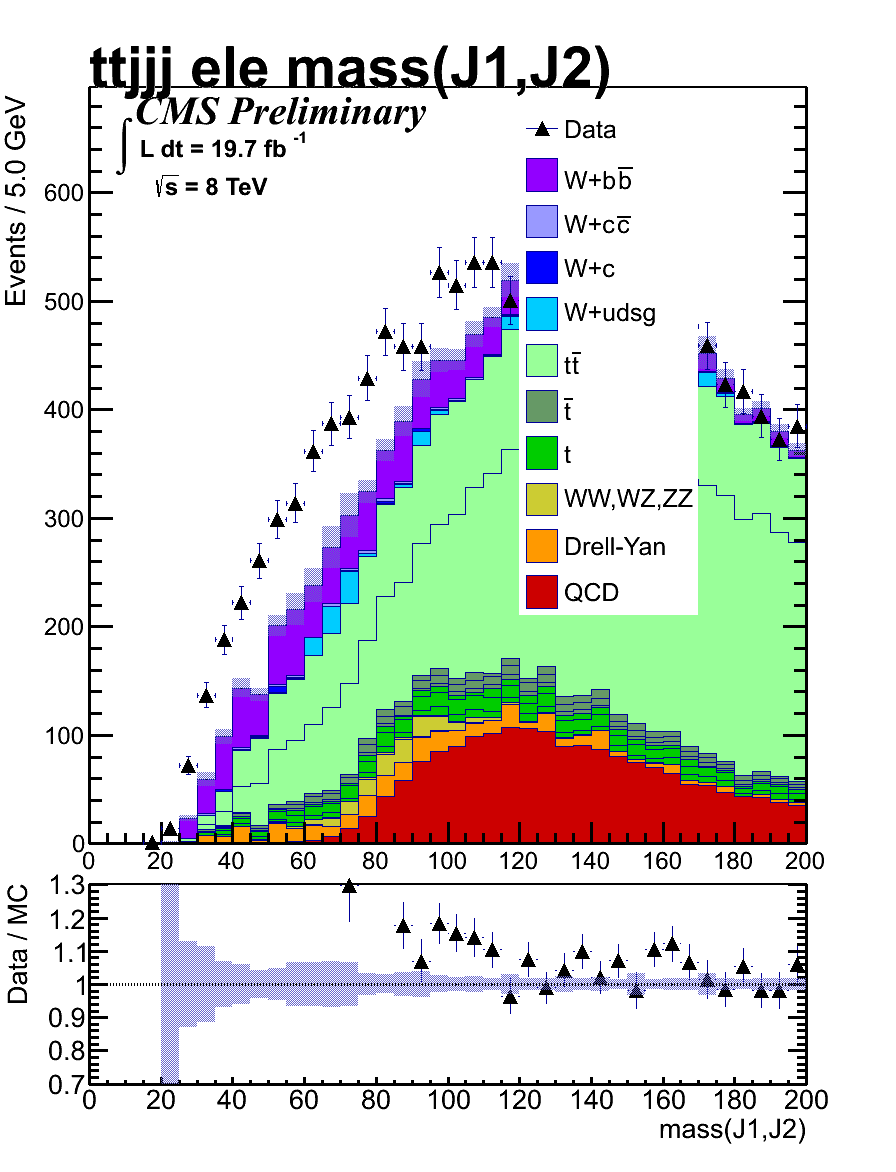 ttjjj ele mass(J1,J2)
CMS Preliminary
∫ L dt = 19.7 fb⁻¹
√s = 8 TeV
Events / 5.0 GeV
600
500
400
300
200
100
0
Data
W+bb̅
W+cc̅
W+c
W+udsg
tt̅
t̅
t
WW,WZ,ZZ
Drell-Yan
QCD
0 20 40 60 80 100 120 140 160 180 200
Data / MC
1.3
1.2
1.1
1
0.9
0.8
0.7
0 20 40 60 80 100 120 140 160 180 200
mass(J1,J2)